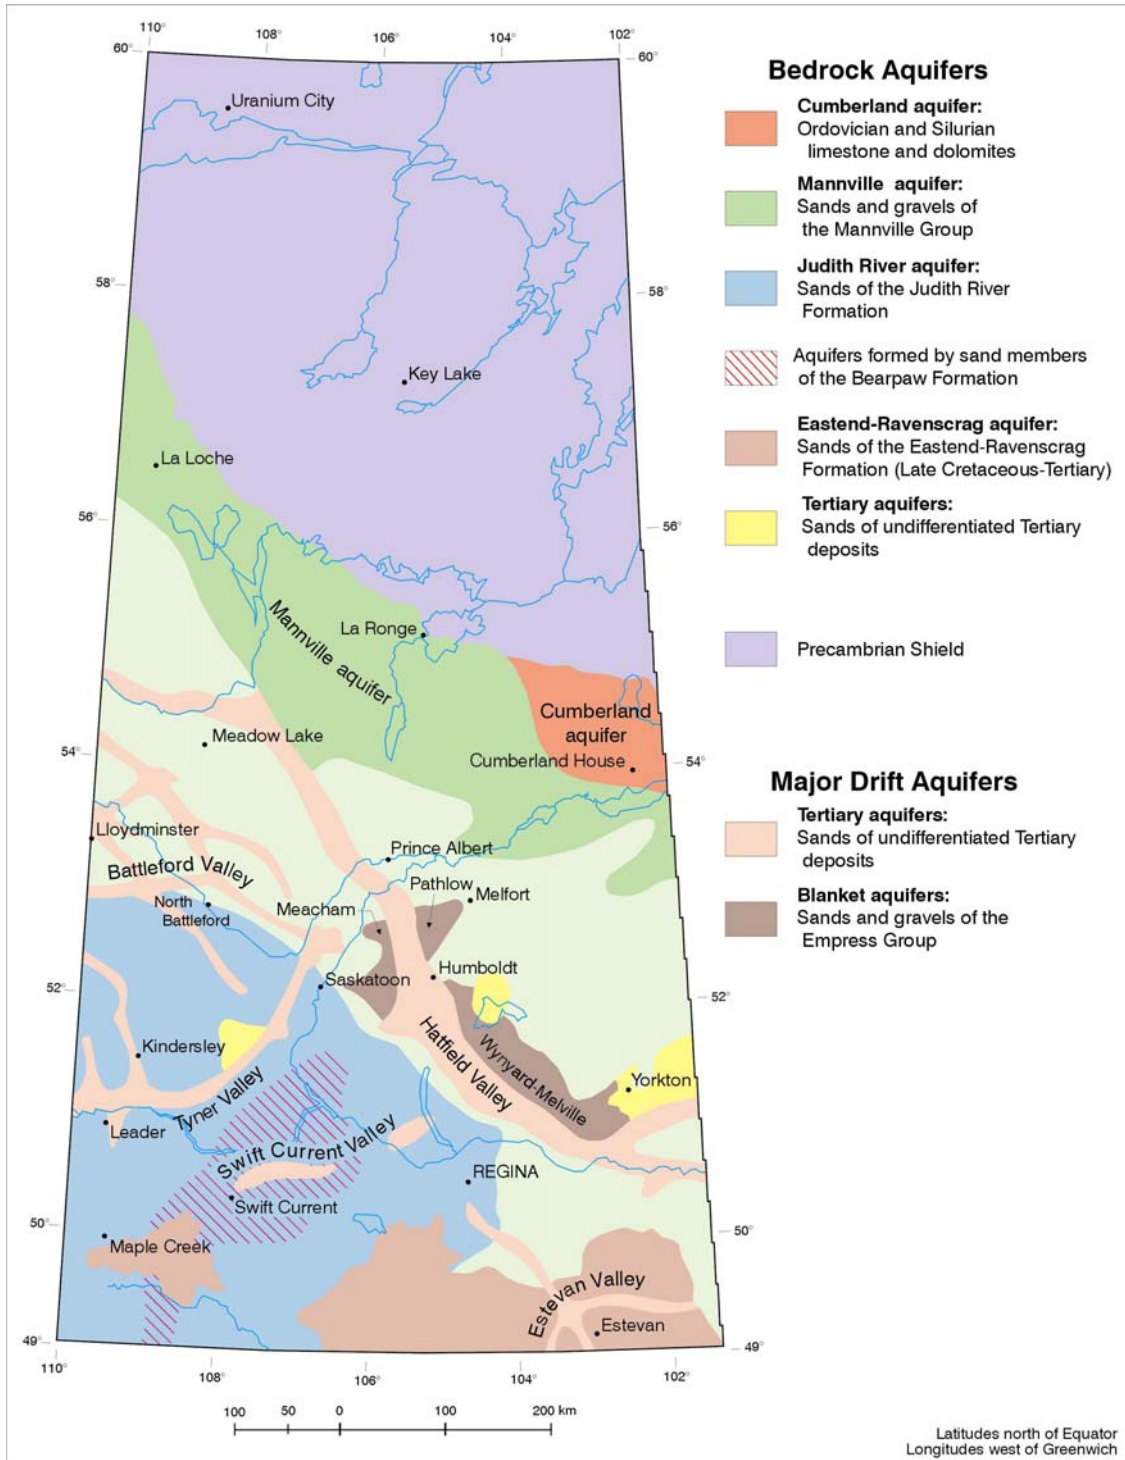 110°
108°
106°
104°
102°
60°
60°
Uranium City
58°
58°
Key Lake
La Loche
56°
56°
Mannville aquifer
La Ronge
Cumberland
aquifer
Cumberland House
Meadow Lake
54°
54°
Lloydminster
Battleford Valley
Prince Albert
Pathlow
Melfort
North
Battleford
Meacham
Humboldt
Saskatoon
52°
52°
Hatfield Valley
Wynyard-Melville
Kindersley
Yorkton
Tyner Valley
Leader
Swift Current Valley
REGINA
Swift Current
50°
50°
Maple Creek
Estevan Valley
Estevan
49°
49°
110°
108°
106°
104°
102°
100
50
0
100
200 km
Bedrock Aquifers
Cumberland aquifer:
Ordovician and Silurian
limestone and dolomites
Mannville aquifer:
Sands and gravels of
the Mannville Group
Judith River aquifer:
Sands of the Judith River
Formation
Aquifers formed by sand members
of the Bearpaw Formation
Eastend-Ravenscrag aquifer:
Sands of the Eastend-Ravenscrag
Formation (Late Cretaceous-Tertiary)
Tertiary aquifers:
Sands of undifferentiated Tertiary
deposits
Precambrian Shield
Major Drift Aquifers
Tertiary aquifers:
Sands of undifferentiated Tertiary
deposits
Blanket aquifers:
Sands and gravels of the
Empress Group
Latitudes north of Equator
Longitudes west of Greenwich